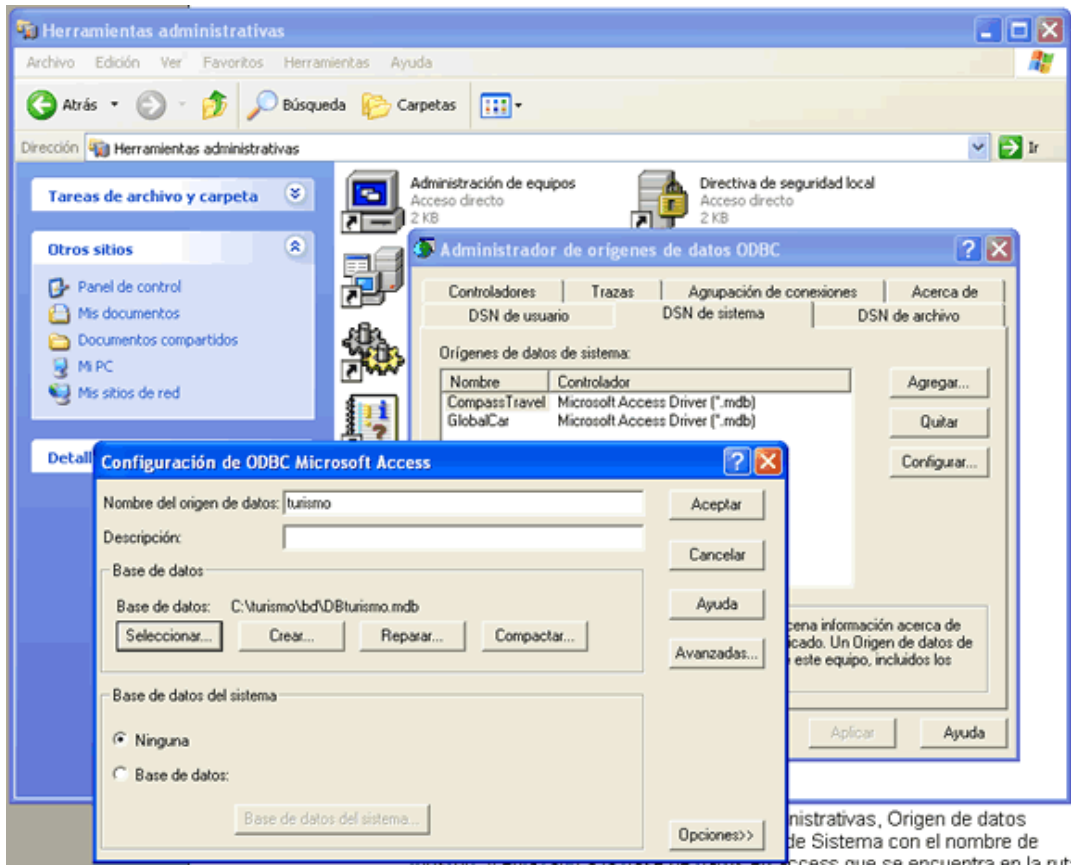 Herramientas administrativas
Archivo Edición Ver Favoritos Herramientas Ayuda
Atrás Búsqueda Carpetas
Dirección Herramientas administrativas Ir
Tareas de archivo y carpeta
Otros sitios
Panel de control
Mis documentos
Documentos compartidos
Mi PC
Mis sitios de red
Detall
Administración de equipos
Acceso directo
2 KB
Directiva de seguridad local
Acceso directo
2 KB
Administrador de orígenes de datos ODBC
Controladores Trazas Agrupación de conexiones Acerca de
DSN de usuario DSN de sistema DSN de archivo
Orígenes de datos de sistema:
Nombre Controlador
CompassTravel Microsoft Access Driver (*.mdb)
GlobalCar Microsoft Access Driver (*.mdb)
Agregar...
Quitar
Configurar...
cena información acerca de
icado. Un Origen de datos de
este equipo, incluidos los
Aplicar Ayuda
Configuración de ODBC Microsoft Access
Nombre del origen de datos: turismo
Descripción:
Base de datos
Base de datos: C:\turismo\bd\DBturismo.mdb
Seleccionar... Crear... Reparar... Compactar...
Base de datos del sistema
Ninguna
Base de datos:
Base de datos del sistema...
Aceptar
Cancelar
Ayuda
Avanzadas...
Opciones>>
nistrativas, Origen de datos
de Sistema con el nombre de
ccess que se encuentra en la rut